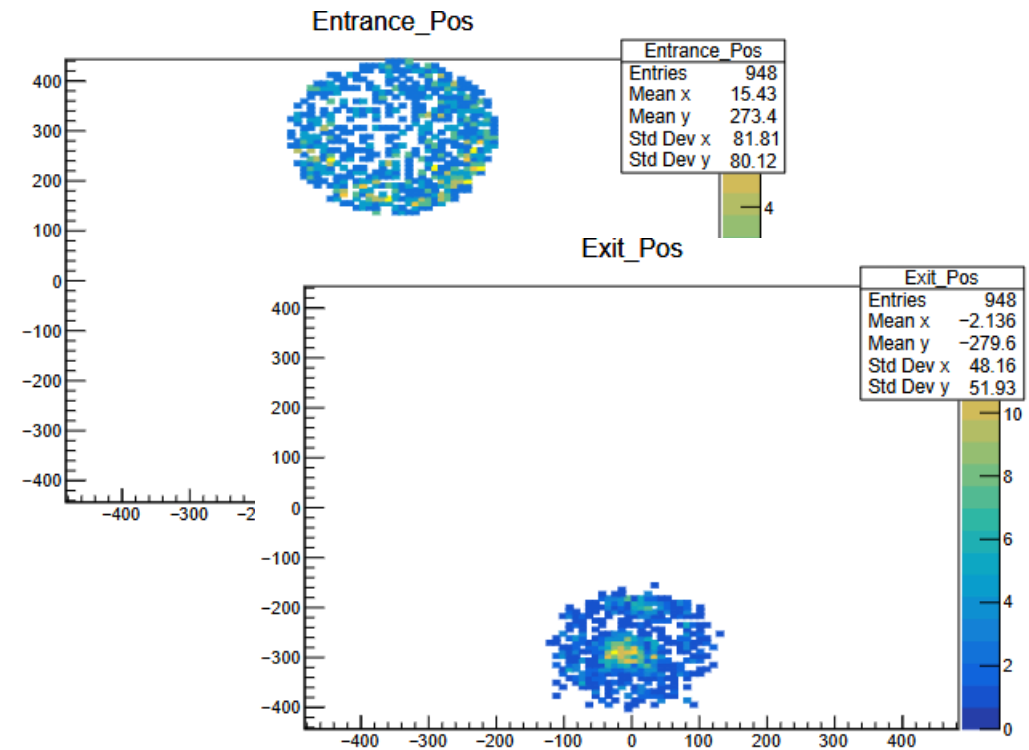 Entrance_Pos
Entrance_Pos
Entries 948
Mean x 15.43
Mean y 273.4
Std Dev x 81.81
Std Dev y 80.12
400
300
200
100
0
−100
−200
−300
−400
−400 −300 −2
4
Exit_Pos
Exit_Pos
Entries 948
Mean x −2.136
Mean y −279.6
Std Dev x 48.16
Std Dev y 51.93
400
300
200
100
0
−100
−200
−300
−400
−400 −300 −200 −100 0 100 200 300 400
10
8
6
4
2
0